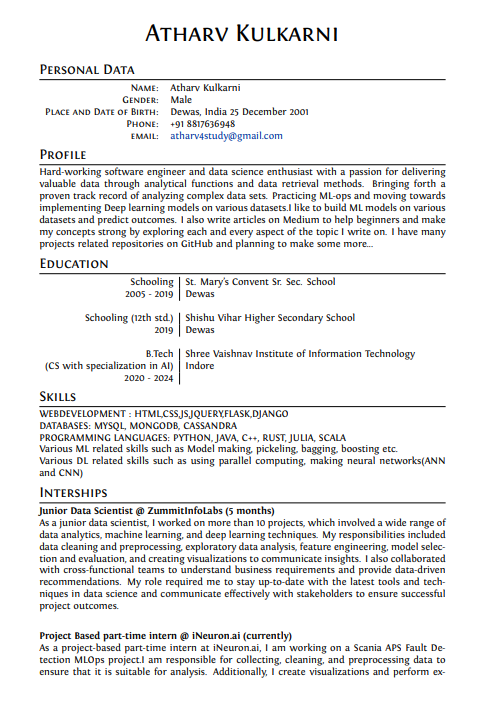 Atharv Kulkarni
Personal Data
Name: Atharv Kulkarni
Gender: Male
Place and Date of Birth: Dewas, India 25 December 2001
Phone: +91 8817636948
email: atharv4study@gmail.com
Profile
Hard-working software engineer and data science enthusiast with a passion for delivering
valuable data through analytical functions and data retrieval methods. Bringing forth a
proven track record of analyzing complex data sets. Practicing ML-ops and moving towards
implementing Deep learning models on various datasets.I like to build ML models on various
datasets and predict outcomes. I also write articles on Medium to help beginners and make
my concepts strong by exploring each and every aspect of the topic I write on. I have many
projects related repositories on GitHub and planning to make some more...
Education
Schooling St. Mary's Convent Sr. Sec. School
2005 - 2019 Dewas
Schooling (12th std.) Shishu Vihar Higher Secondary School
2019 Dewas
B.Tech Shree Vaishnav Institute of Information Technology
(CS with specialization in AI) Indore
2020 - 2024
Skills
WEBDEVELOPMENT : HTML,CSS,JS,JQUERY,FLASK,DJANGO
DATABASES: MYSQL, MONGODB, CASSANDRA
PROGRAMMING LANGUAGES: PYTHON, JAVA, C++, RUST, JULIA, SCALA
Various ML related skills such as Model making, pickeling, bagging, boosting etc.
Various DL related skills such as using parallel computing, making neural networks(ANN
and CNN)
Interships
Junior Data Scientist @ ZummitInfoLabs (5 months)
As a junior data scientist, I worked on more than 10 projects, which involved a wide range of
data analytics, machine learning, and deep learning techniques. My responsibilities included
data cleaning and preprocessing, exploratory data analysis, feature engineering, model selec-
tion and evaluation, and creating visualizations to communicate insights. I also collaborated
with cross-functional teams to understand business requirements and provide data-driven
recommendations. My role required me to stay up-to-date with the latest tools and tech-
niques in data science and communicate effectively with stakeholders to ensure successful
project outcomes.
Project Based part-time intern @ iNeuron.ai (currently)
As a project-based part-time intern at iNeuron.ai, I am working on a Scania APS Fault De-
tection MLOps project.I am responsible for collecting, cleaning, and preprocessing data to
ensure that it is suitable for analysis. Additionally, I create visualizations and perform ex-